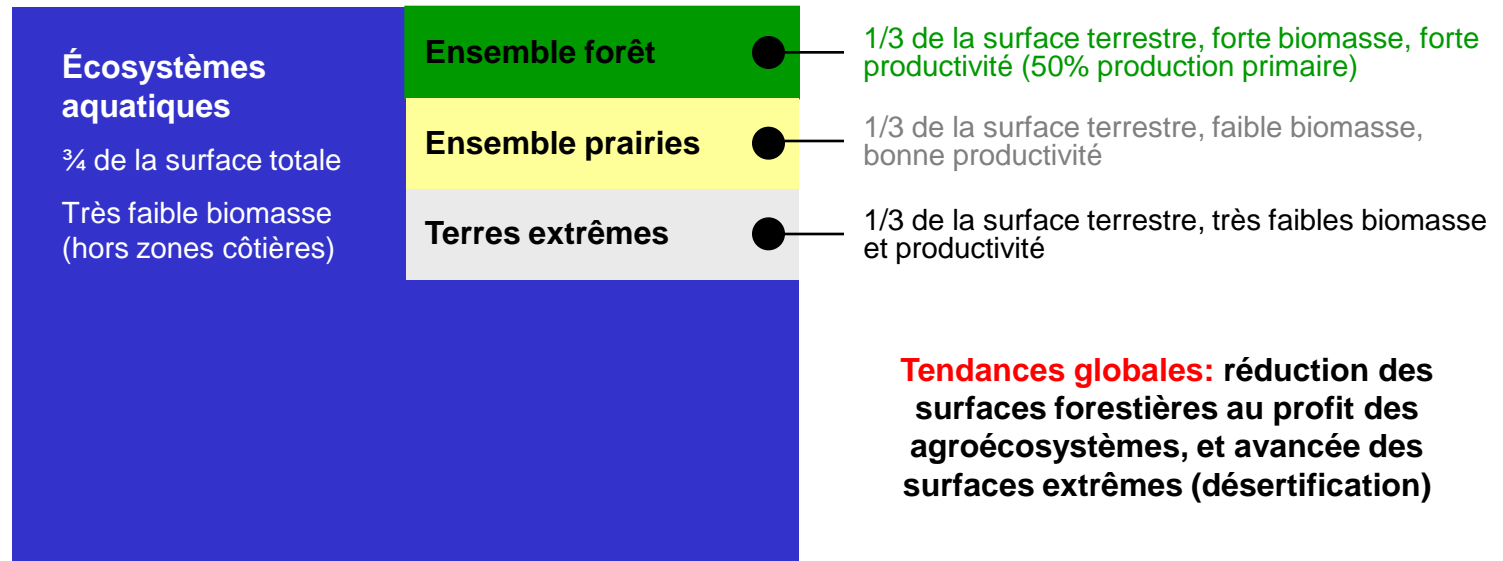 Écosystèmes
aquatiques
¾ de la surface totale
Très faible biomasse
(hors zones côtières)
Ensemble forêt
1/3 de la surface terrestre, forte biomasse, forte
productivité (50% production primaire)
Ensemble prairies
1/3 de la surface terrestre, faible biomasse,
bonne productivité
Terres extrêmes
1/3 de la surface terrestre, très faibles biomasse
et productivité
Tendances globales: réduction des
surfaces forestières au profit des
agroécosystèmes, et avancée des
surfaces extrêmes (désertification)